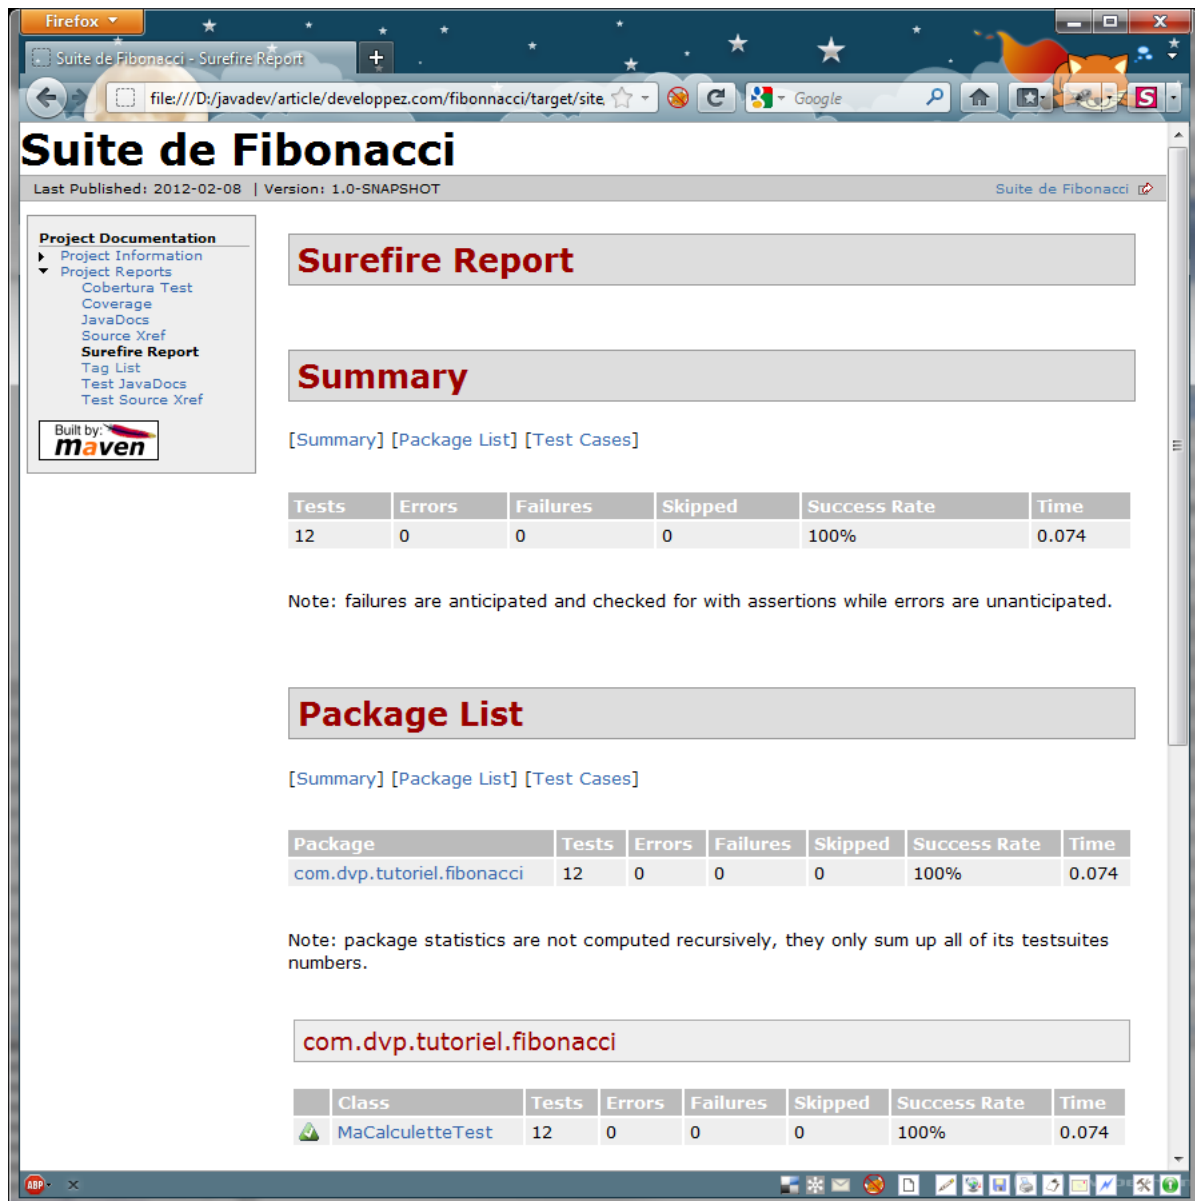 Firefox
Suite de Fibonacci - Surefire Report
file:///D:/javadev/article/developpez.com/fibonnacci/target/site
Google
S
Suite de Fibonacci
Last Published: 2012-02-08 | Version: 1.0-SNAPSHOT
Suite de Fibonacci
Project Documentation
Project Information
Project Reports
Cobertura Test
Coverage
JavaDocs
Source Xref
Surefire Report
Tag List
Test JavaDocs
Test Source Xref
Built by:
maven
Surefire Report
Summary
[Summary] [Package List] [Test Cases]
Tests Errors Failures Skipped Success Rate Time
12 0 0 0 100% 0.074
Note: failures are anticipated and checked for with assertions while errors are unanticipated.
Package List
[Summary] [Package List] [Test Cases]
Package Tests Errors Failures Skipped Success Rate Time
com.dvp.tutoriel.fibonacci 12 0 0 0 100% 0.074
Note: package statistics are not computed recursively, they only sum up all of its testsuites
numbers.
com.dvp.tutoriel.fibonacci
Class Tests Errors Failures Skipped Success Rate Time
MaCalculetteTest 12 0 0 0 100% 0.074
ABP